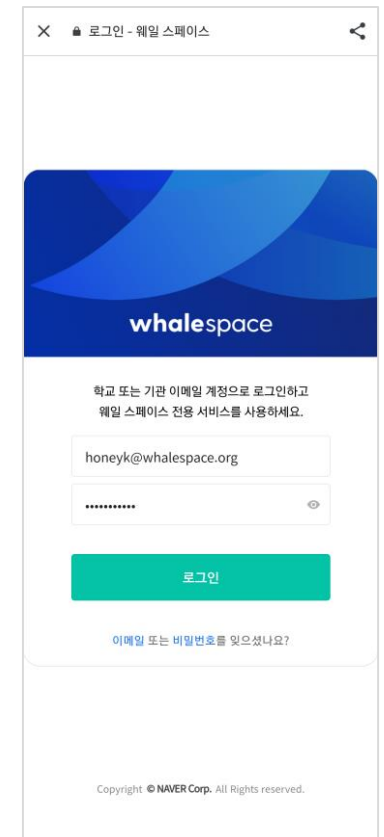 로그인 - 웨일 스페이스
whalespace
학교 또는 기관 이메일 계정으로 로그인하고
웨일 스페이스 전용 서비스를 사용하세요.
honeyk@whalespace.org
•••••••••••
로그인
이메일 또는 비밀번호를 잊으셨나요?
Copyright © NAVER Corp. All Rights reserved.